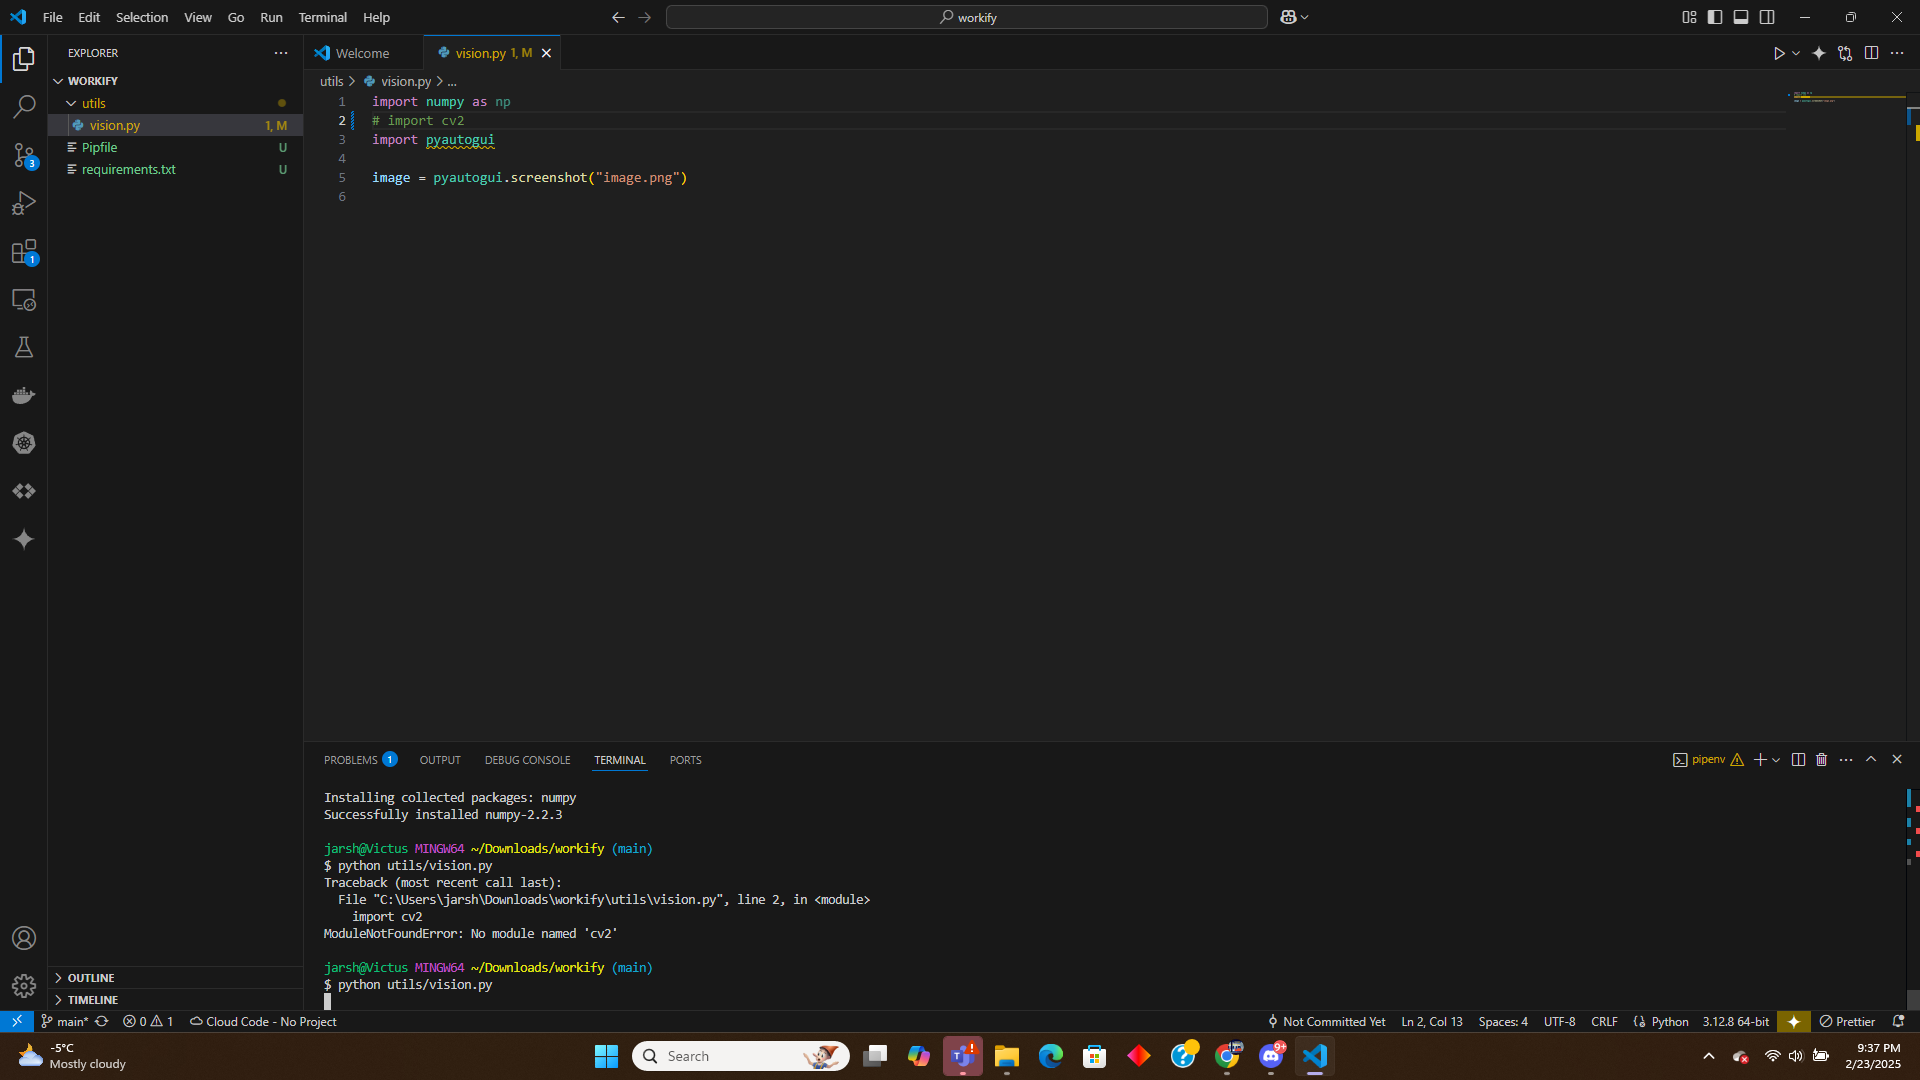 File Edit Selection View Go Run Terminal Help
workify
EXPLORER
WORKIFY
utils
vision.py 1, M
Pipfile U
requirements.txt U
3
1
OUTLINE
TIMELINE
Welcome
vision.py 1, M
utils > vision.py > ...
1 import numpy as np
2 # import cv2
3 import pyautogui
4
5 image = pyautogui.screenshot("image.png")
6
PROBLEMS 1 OUTPUT DEBUG CONSOLE TERMINAL PORTS
pipenv
Installing collected packages: numpy
Successfully installed numpy-2.2.3
jarsh@Victus MINGW64 ~/Downloads/workify (main)
$ python utils/vision.py
Traceback (most recent call last):
File "C:\Users\jarsh\Downloads\workify\utils\vision.py", line 2, in <module>
import cv2
ModuleNotFoundError: No module named 'cv2'
jarsh@Victus MINGW64 ~/Downloads/workify (main)
$ python utils/vision.py
main* 0 1 Cloud Code - No Project
Not Committed Yet Ln 2, Col 13 Spaces: 4 UTF-8 CRLF Python 3.12.8 64-bit Prettier
-5°C
Mostly cloudy
Search
9+
9:37 PM
2/23/2025